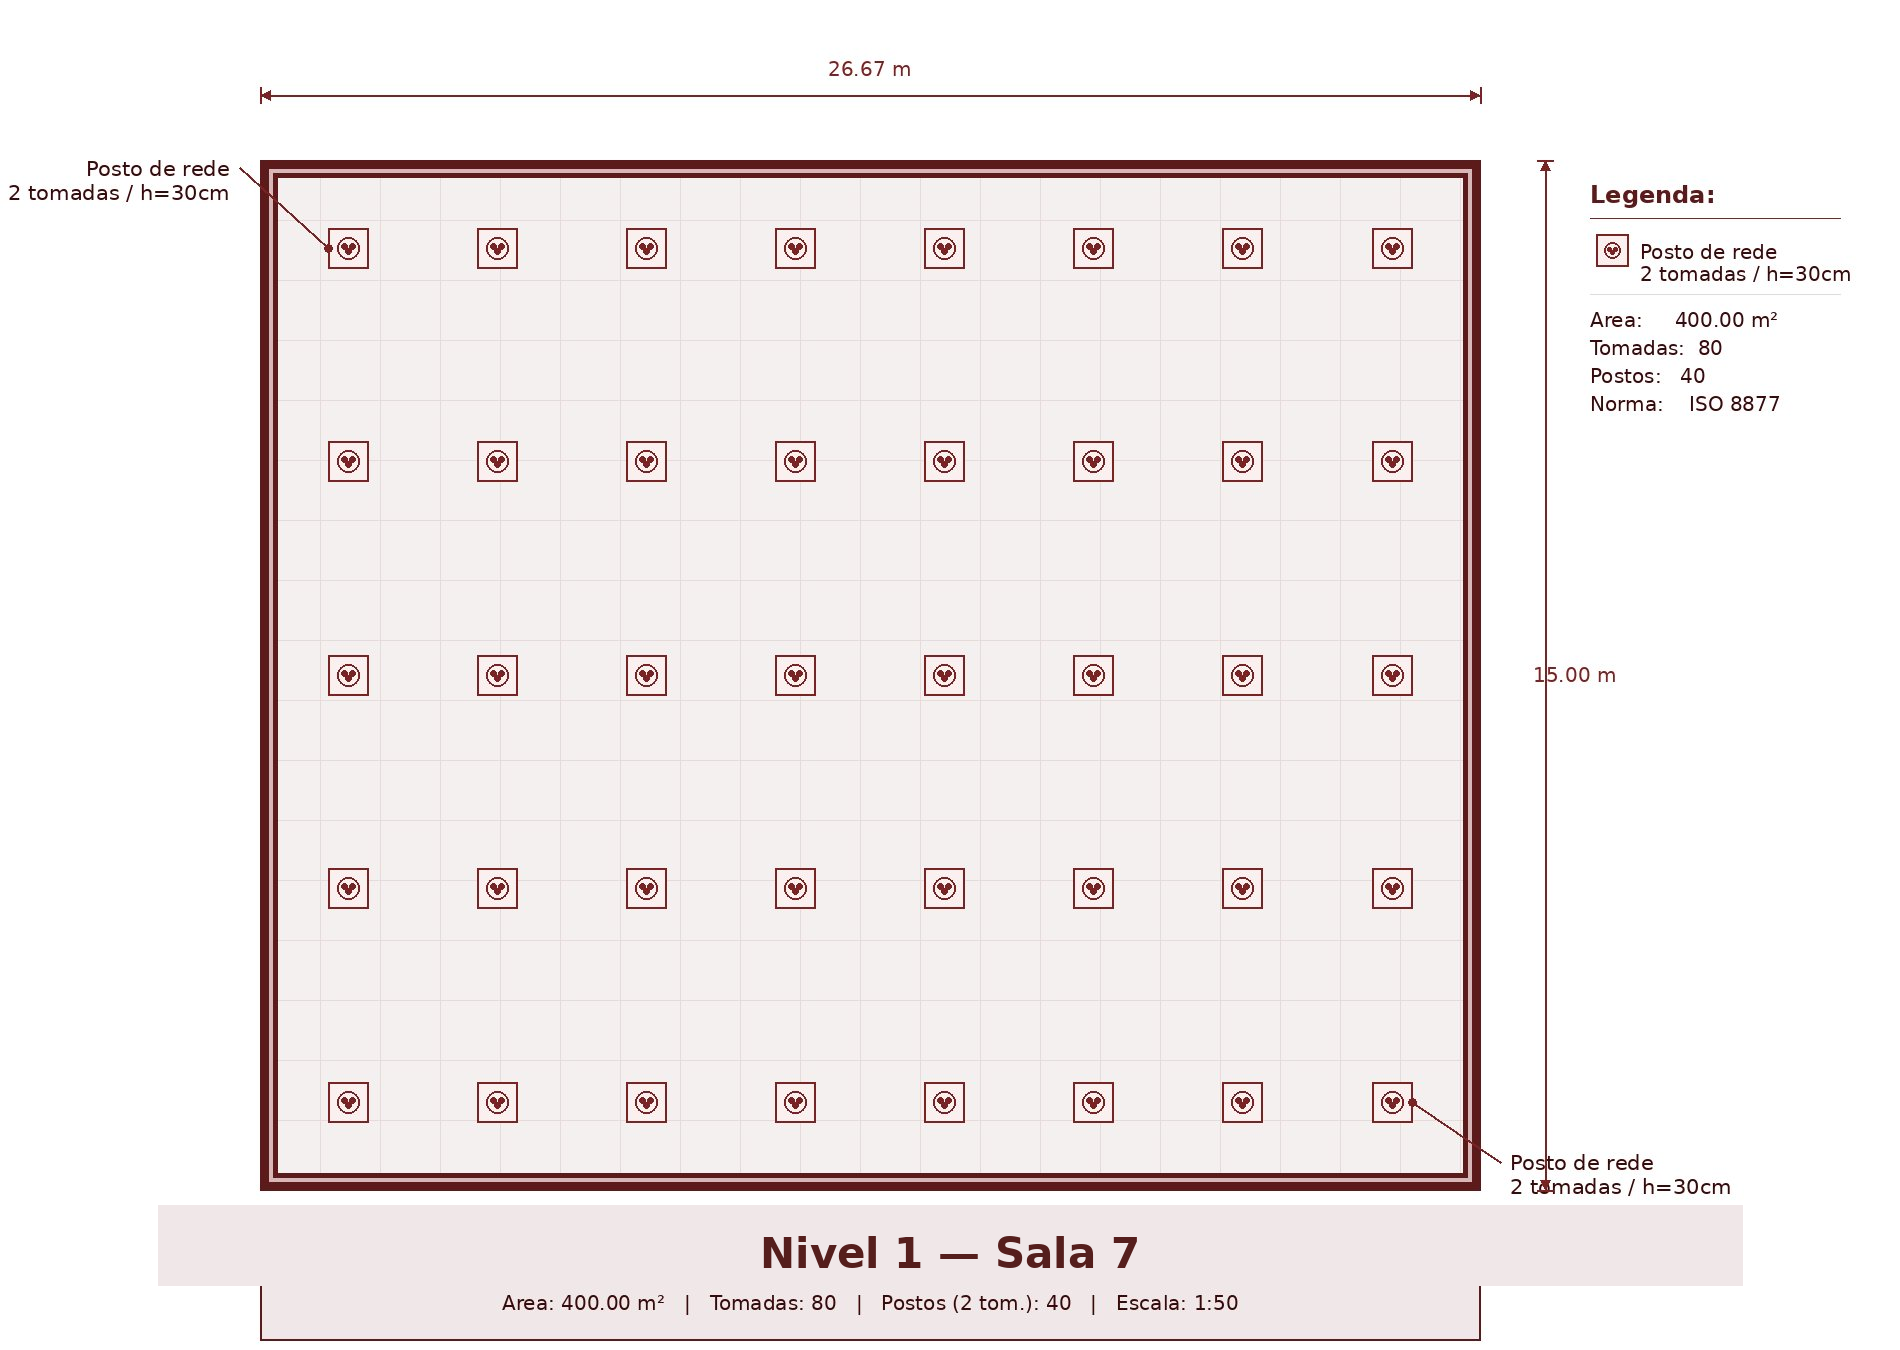 26.67 m
Posto de rede
2 tomadas / h=30cm
Legenda:
Posto de rede
2 tomadas / h=30cm
Area: 400.00 m²
Tomadas: 80
Postos: 40
Norma: ISO 8877
15.00 m
Posto de rede
2 tomadas / h=30cm
Nivel 1 — Sala 7
Area: 400.00 m² | Tomadas: 80 | Postos (2 tom.): 40 | Escala: 1:50